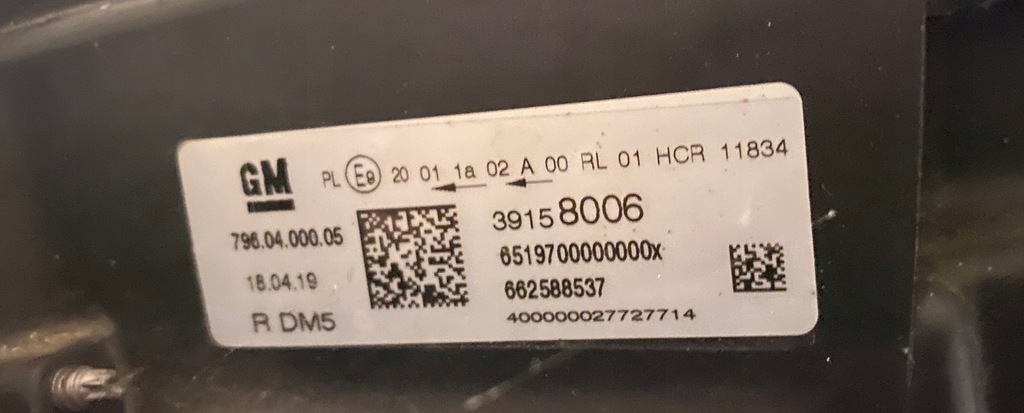 GM
PL E9 20 01 1a 02 A 00 RL 01 HCR 11834
796.04.000.05
39158006
6519700000000x
18.04.19
662588537
R DM5
400000027727714